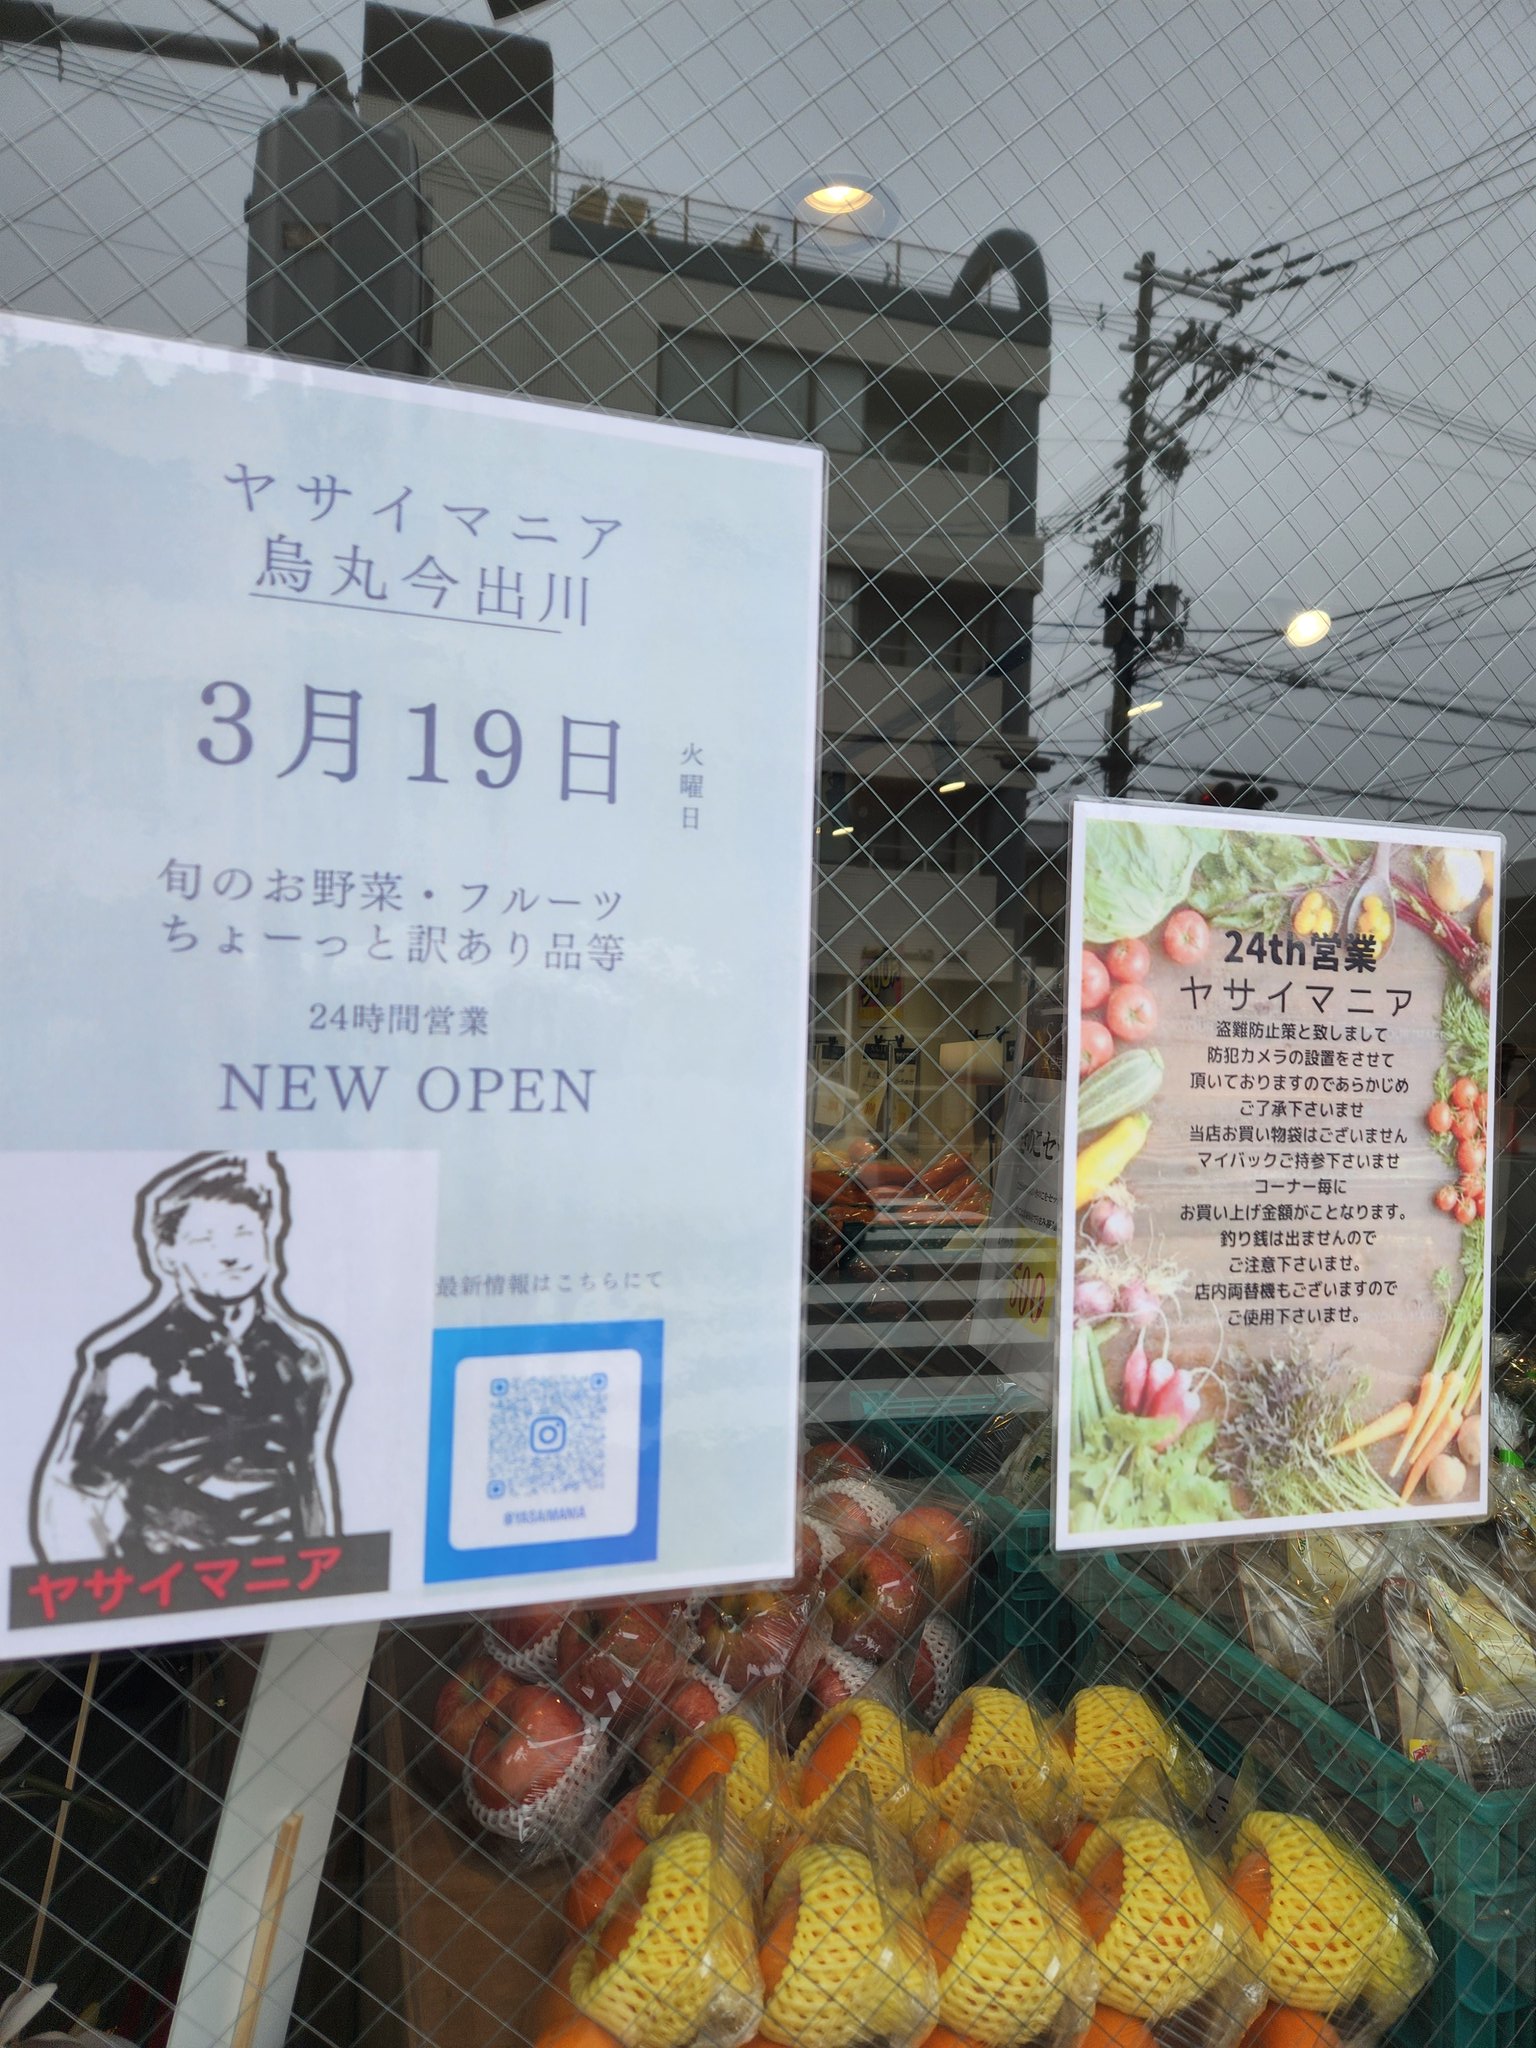 ヤサイマニア
烏丸今出川
3月19日
火曜日
旬のお野菜・フルーツ
ちょーっと訳あり品等
24時間営業
NEW OPEN
最新情報はこちらにて
@YASAIMANIA
ヤサイマニア
24th営業
ヤサイマニア
盗難防止策と致しまして
防犯カメラの設置をさせて
頂いておりますのであらかじめ
ご了承下さいませ
当店お買い物袋はございません
マイバックご持参下さいませ
コーナー毎に
お買い上げ金額がことなります。
釣り銭は出ませんので
ご注意下さいませ。
店内両替機もございますので
ご使用下さいませ。